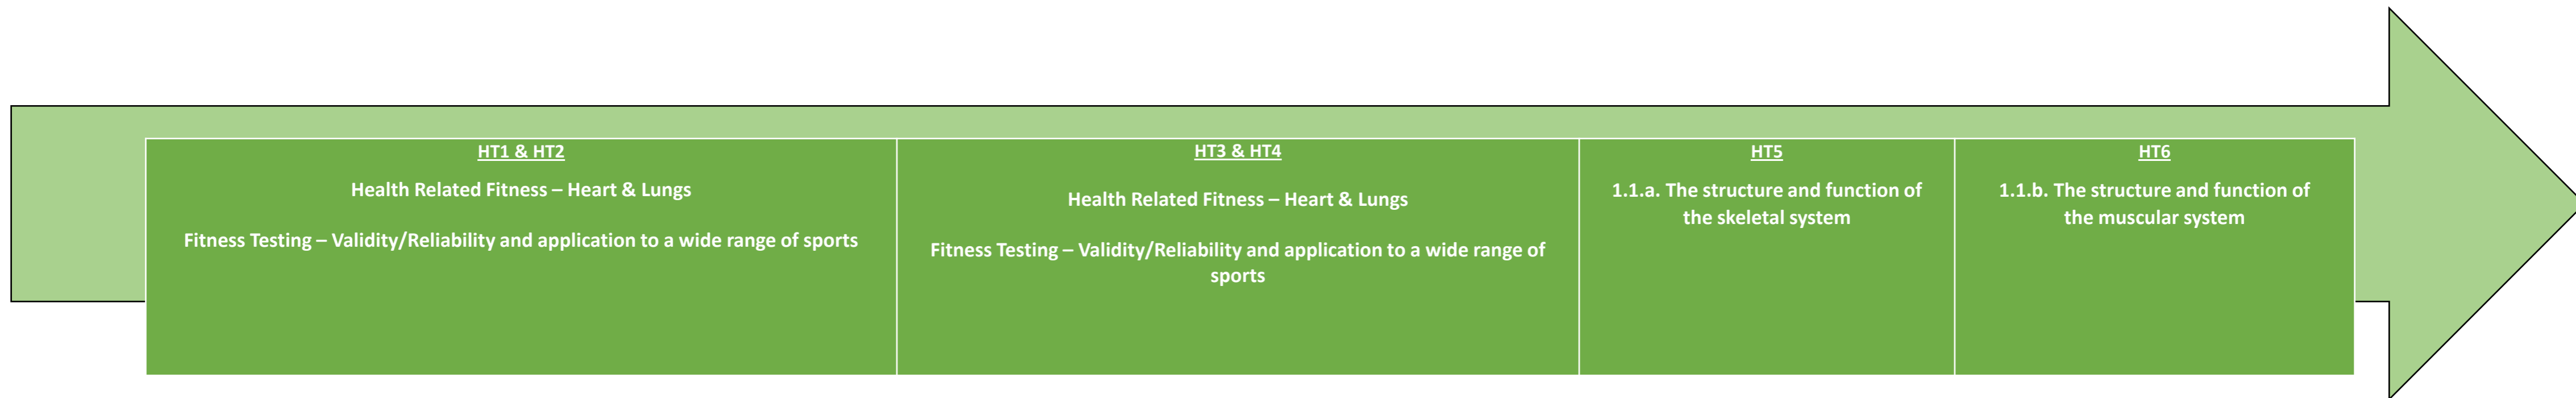 HT1 & HT2
Health Related Fitness – Heart & Lungs
Fitness Testing – Validity/Reliability and application to a wide range of sports
HT3 & HT4
Health Related Fitness – Heart & Lungs
Fitness Testing – Validity/Reliability and application to a wide range of
sports
HT5
1.1.a. The structure and function of
the skeletal system
HT6
1.1.b. The structure and function of
the muscular system